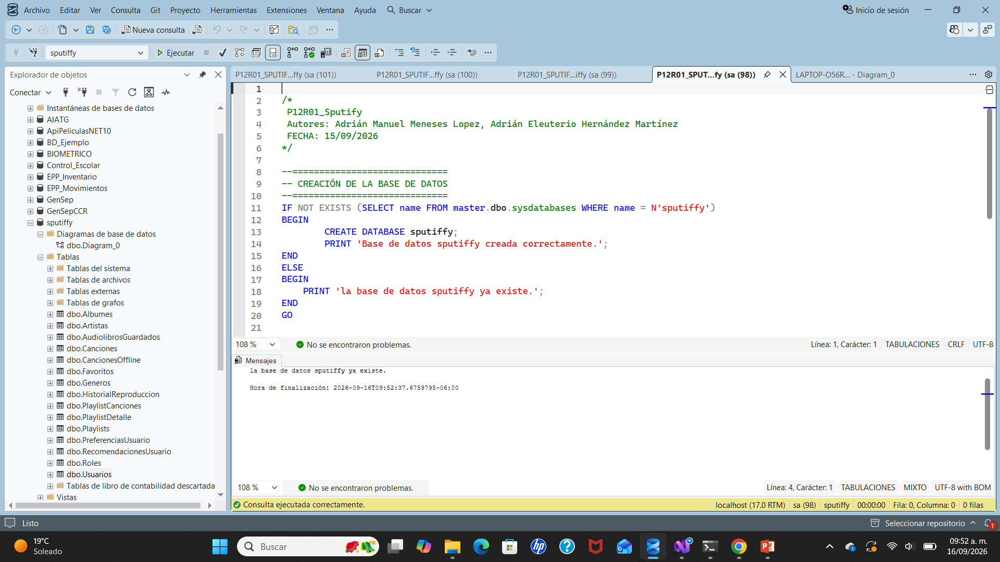 Archivo Editar Ver Consulta Git Proyecto Herramientas Extensiones Ventana Ayuda Buscar Inicio de sesión
Nueva consulta
sputiffy Ejecutar
Explorador de objetos
Conectar
Instantáneas de bases de datos
AIATG
ApiPeliculasNET10
BD_Ejemplo
BIOMETRICO
Control_Escolar
EPP_Inventario
EPP_Movimientos
GenSep
GenSepCCR
sputiffy
Diagramas de base de datos
dbo.Diagram_0
Tablas
Tablas del sistema
Tablas de archivos
Tablas externas
Tablas de grafos
dbo.Albumes
dbo.Artistas
dbo.AudiolibrosGuardados
dbo.Canciones
dbo.CancionesOffline
dbo.Favoritos
dbo.Generos
dbo.HistorialReproduccion
dbo.PlaylistCanciones
dbo.PlaylistDetalle
dbo.Playlists
dbo.PreferenciasUsuario
dbo.RecomendacionesUsuario
dbo.Roles
dbo.Usuarios
Tablas de libro de contabilidad descartada
Vistas
P12R01_SPUTIF...ffy (sa (101)) P12R01_SPUTIF...ffy (sa (100)) P12R01_SPUTIF...iffy (sa (99)) P12R01_SPUT...fy (sa (98)) LAPTOP-O56R... - Diagram_0
1
2 /*
3 P12R01_Sputify
4 Autores: Adrián Manuel Meneses Lopez, Adrián Eleuterio Hernández Martínez
5 FECHA: 15/09/2026
6 */
7
8 --=============================
9 -- CREACIÓN DE LA BASE DE DATOS
10 --=============================
11 IF NOT EXISTS (SELECT name FROM master.dbo.sysdatabases WHERE name = N'sputiffy')
12 BEGIN
13 CREATE DATABASE sputiffy;
14 PRINT 'Base de datos sputiffy creada correctamente.';
15 END
16 ELSE
17 BEGIN
18 PRINT 'la base de datos sputiffy ya existe.';
19 END
20 GO
21
108 % No se encontraron problemas. Línea: 1, Carácter: 1 TABULACIONES CRLF UTF-8
Mensajes
la base de datos sputiffy ya existe.
Hora de finalización: 2026-09-16T09:52:37.6759795-06:00
108 % No se encontraron problemas. Línea: 4, Carácter: 1 TABULACIONES MIXTO UTF-8 with BOM
Consulta ejecutada correctamente. localhost (17.0 RTM) sa (98) sputiffy 00:00:00 Fila: 0, Columna: 0 0 filas
Listo Seleccionar repositorio 1
19°C
Soleado
Buscar
09:52 a. m.
16/09/2026